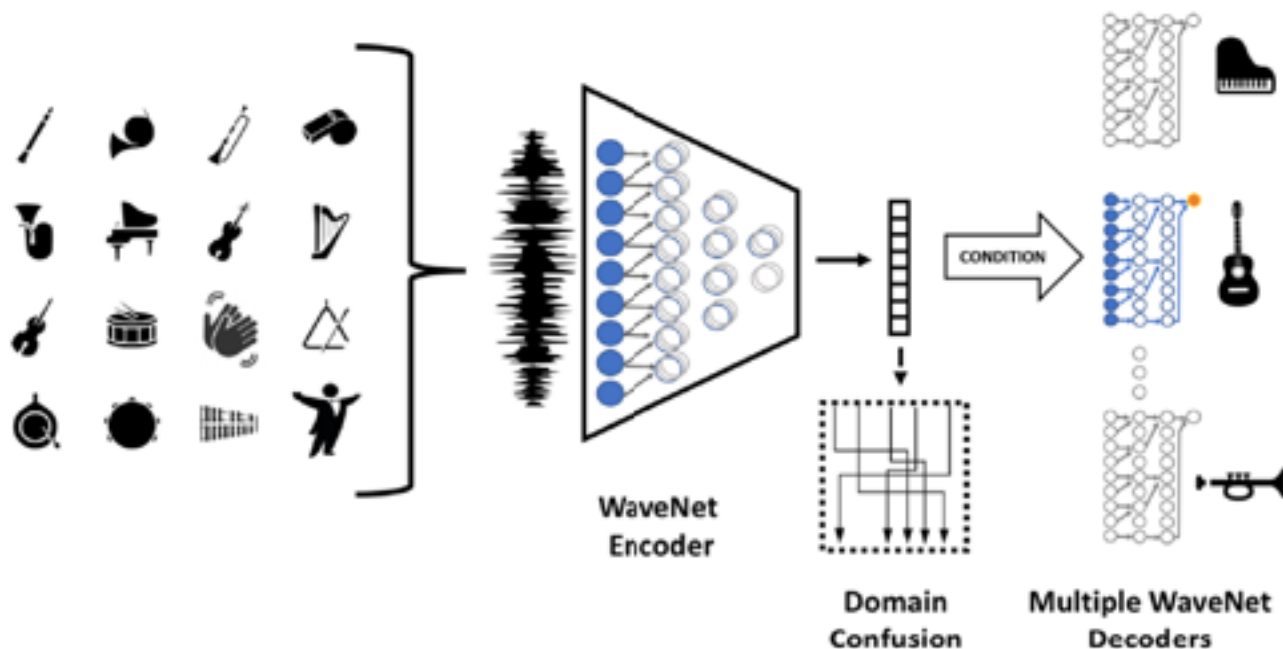 CONDITION
WaveNet
Encoder
Domain
Confusion
Multiple WaveNet
Decoders